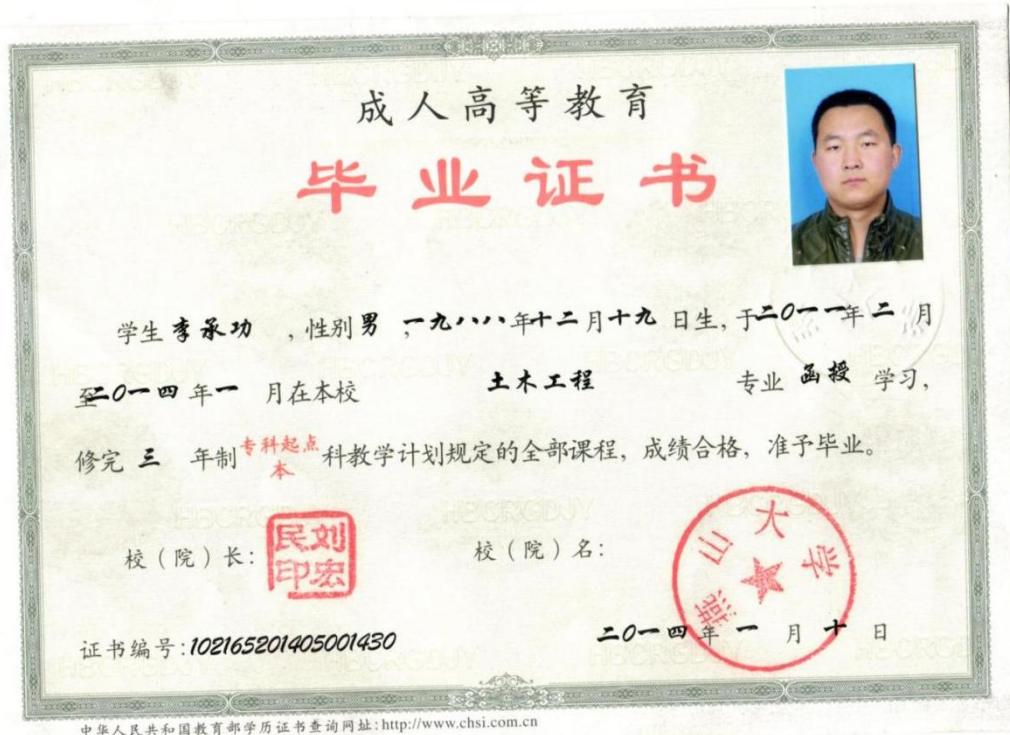 成人高等教育
毕业证书
学生 李承功 ，性别 男 ，一九八八年十二月十九日生，于二〇一一年二月
至二〇一四年一月在本校 土木工程 专业 函授 学习，
修完 三 年制 专科起点本 科教学计划规定的全部课程，成绩合格，准予毕业。
校（院）长： 刘宏民印
校（院）名： 燕山大学
证书编号：102165201405001430
二〇一四年一月十日
中华人民共和国教育部学历证书查询网址：http://www.chsi.com.cn